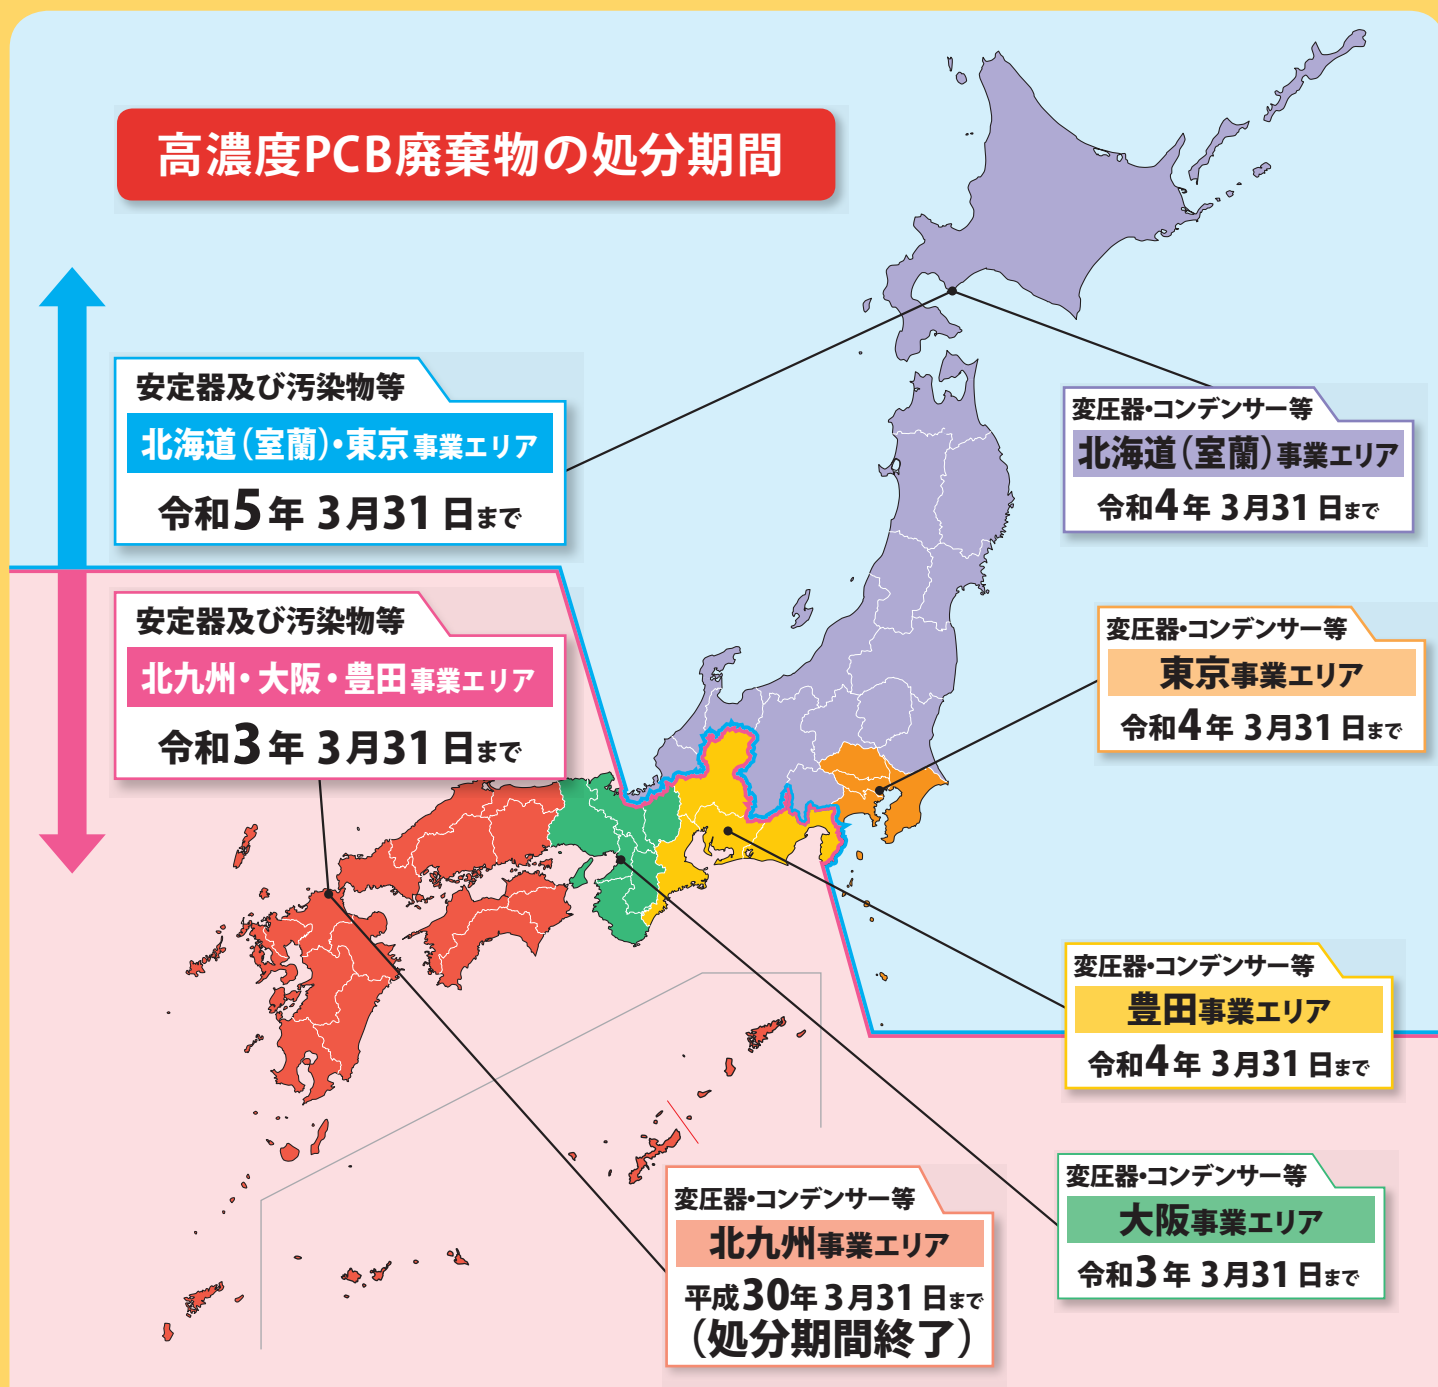 高濃度PCB廃棄物の処分期間
安定器及び汚染物等
北海道(室蘭)・東京事業エリア
令和5年 3月31日まで
変圧器・コンデンサー等
北海道(室蘭)事業エリア
令和4年 3月31日まで
安定器及び汚染物等
北九州・大阪・豊田事業エリア
令和3年 3月31日まで
変圧器・コンデンサー等
東京事業エリア
令和4年 3月31日まで
変圧器・コンデンサー等
豊田事業エリア
令和4年 3月31日まで
変圧器・コンデンサー等
大阪事業エリア
令和3年 3月31日まで
変圧器・コンデンサー等
北九州事業エリア
平成30年 3月31日まで
(処分期間終了)